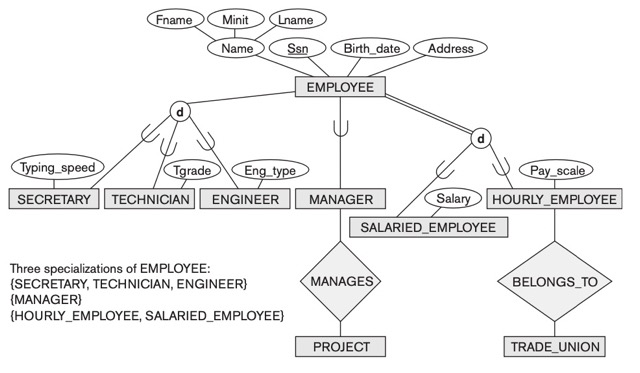 Fname
Minit
Lname
Name
Ssn
Birth_date
Address
EMPLOYEE
d
d
Typing_speed
Tgrade
Eng_type
Pay_scale
Salary
SECRETARY
TECHNICIAN
ENGINEER
MANAGER
HOURLY_EMPLOYEE
SALARIED_EMPLOYEE
Three specializations of EMPLOYEE:
{SECRETARY, TECHNICIAN, ENGINEER}
{MANAGER}
{HOURLY_EMPLOYEE, SALARIED_EMPLOYEE}
MANAGES
BELONGS_TO
PROJECT
TRADE_UNION